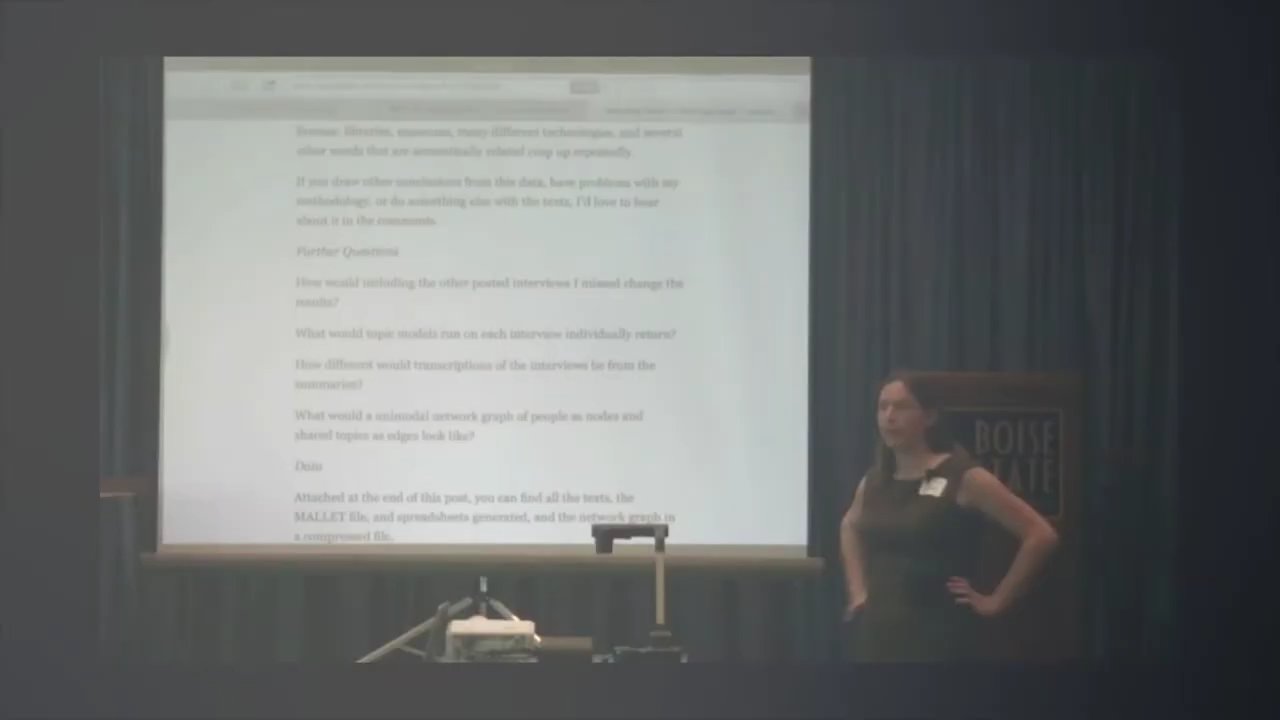 libraries, museums, many different technologies, and several
other words that are semantically related crop up repeatedly.
If you draw other conclusions from this data, have problems with my
methodology, or do something else with the texts, I'd love to hear
about it in the comments.
Further Questions
How would including the other posted interviews I missed change the
results?
What would topic models run on each interview individually return?
How different would transcriptions of the interviews be from the
summaries?
What would a unimodal network graph of people as nodes and
shared topics as edges look like?
Data
Attached at the end of this post, you can find all the texts, the
MALLET file, and spreadsheets generated, and the network graph in
a compressed file.
BOISE
STATE